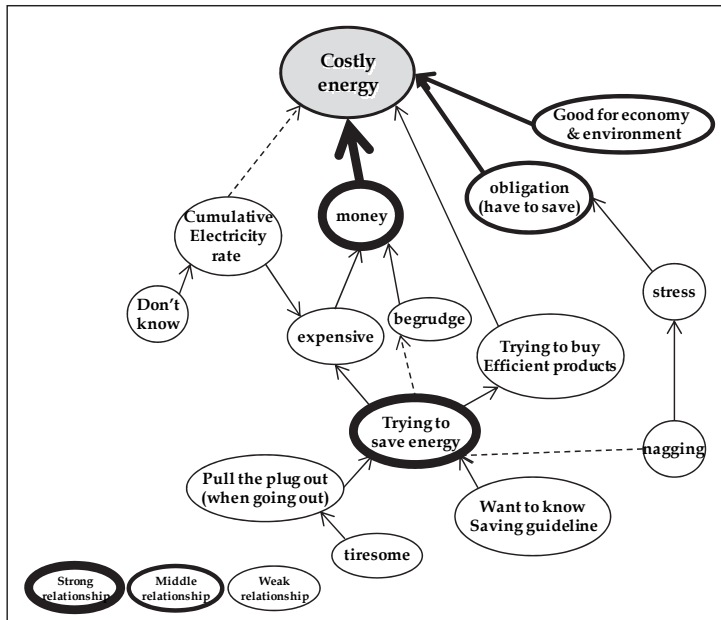 Costly
energy
Good for economy
& environment
obligation
(have to save)
money
Cumulative
Electricity
rate
Don't
know
stress
begrudge
expensive
Trying to buy
Efficient products
Trying to
save energy
nagging
Pull the plug out
(when going out)
Want to know
Saving guideline
tiresome
Strong
relationship
Middle
relationship
Weak
relationship